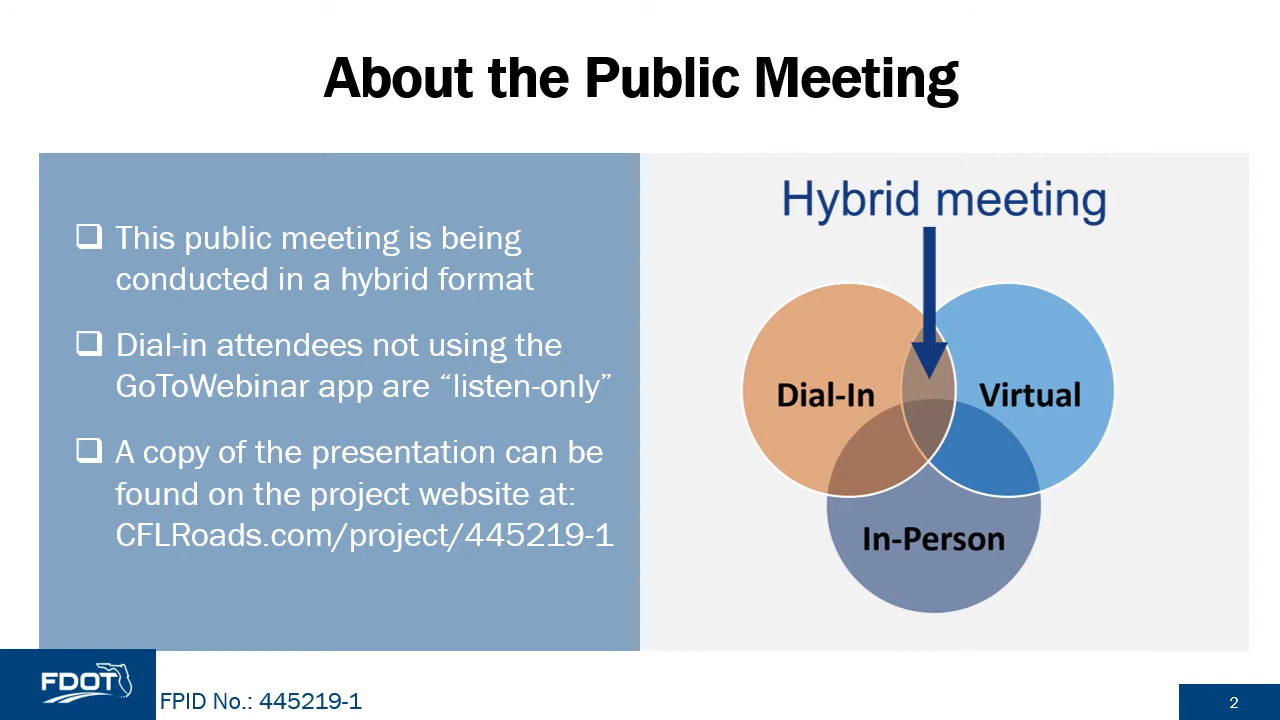 About the Public Meeting
❑ This public meeting is being
conducted in a hybrid format
❑ Dial-in attendees not using the
GoToWebinar app are “listen-only”
❑ A copy of the presentation can be
found on the project website at:
CFLRoads.com/project/445219-1
Hybrid meeting
Dial-In
Virtual
In-Person
FDOT
FPID No.: 445219-1
2